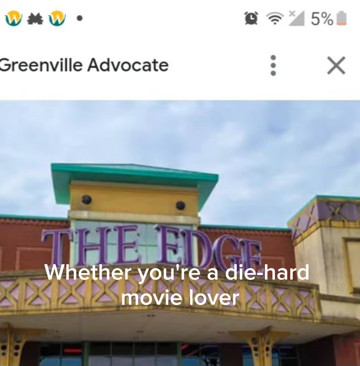 5%
Greenville Advocate
THE EDGE
Whether you're a die-hard
movie lover